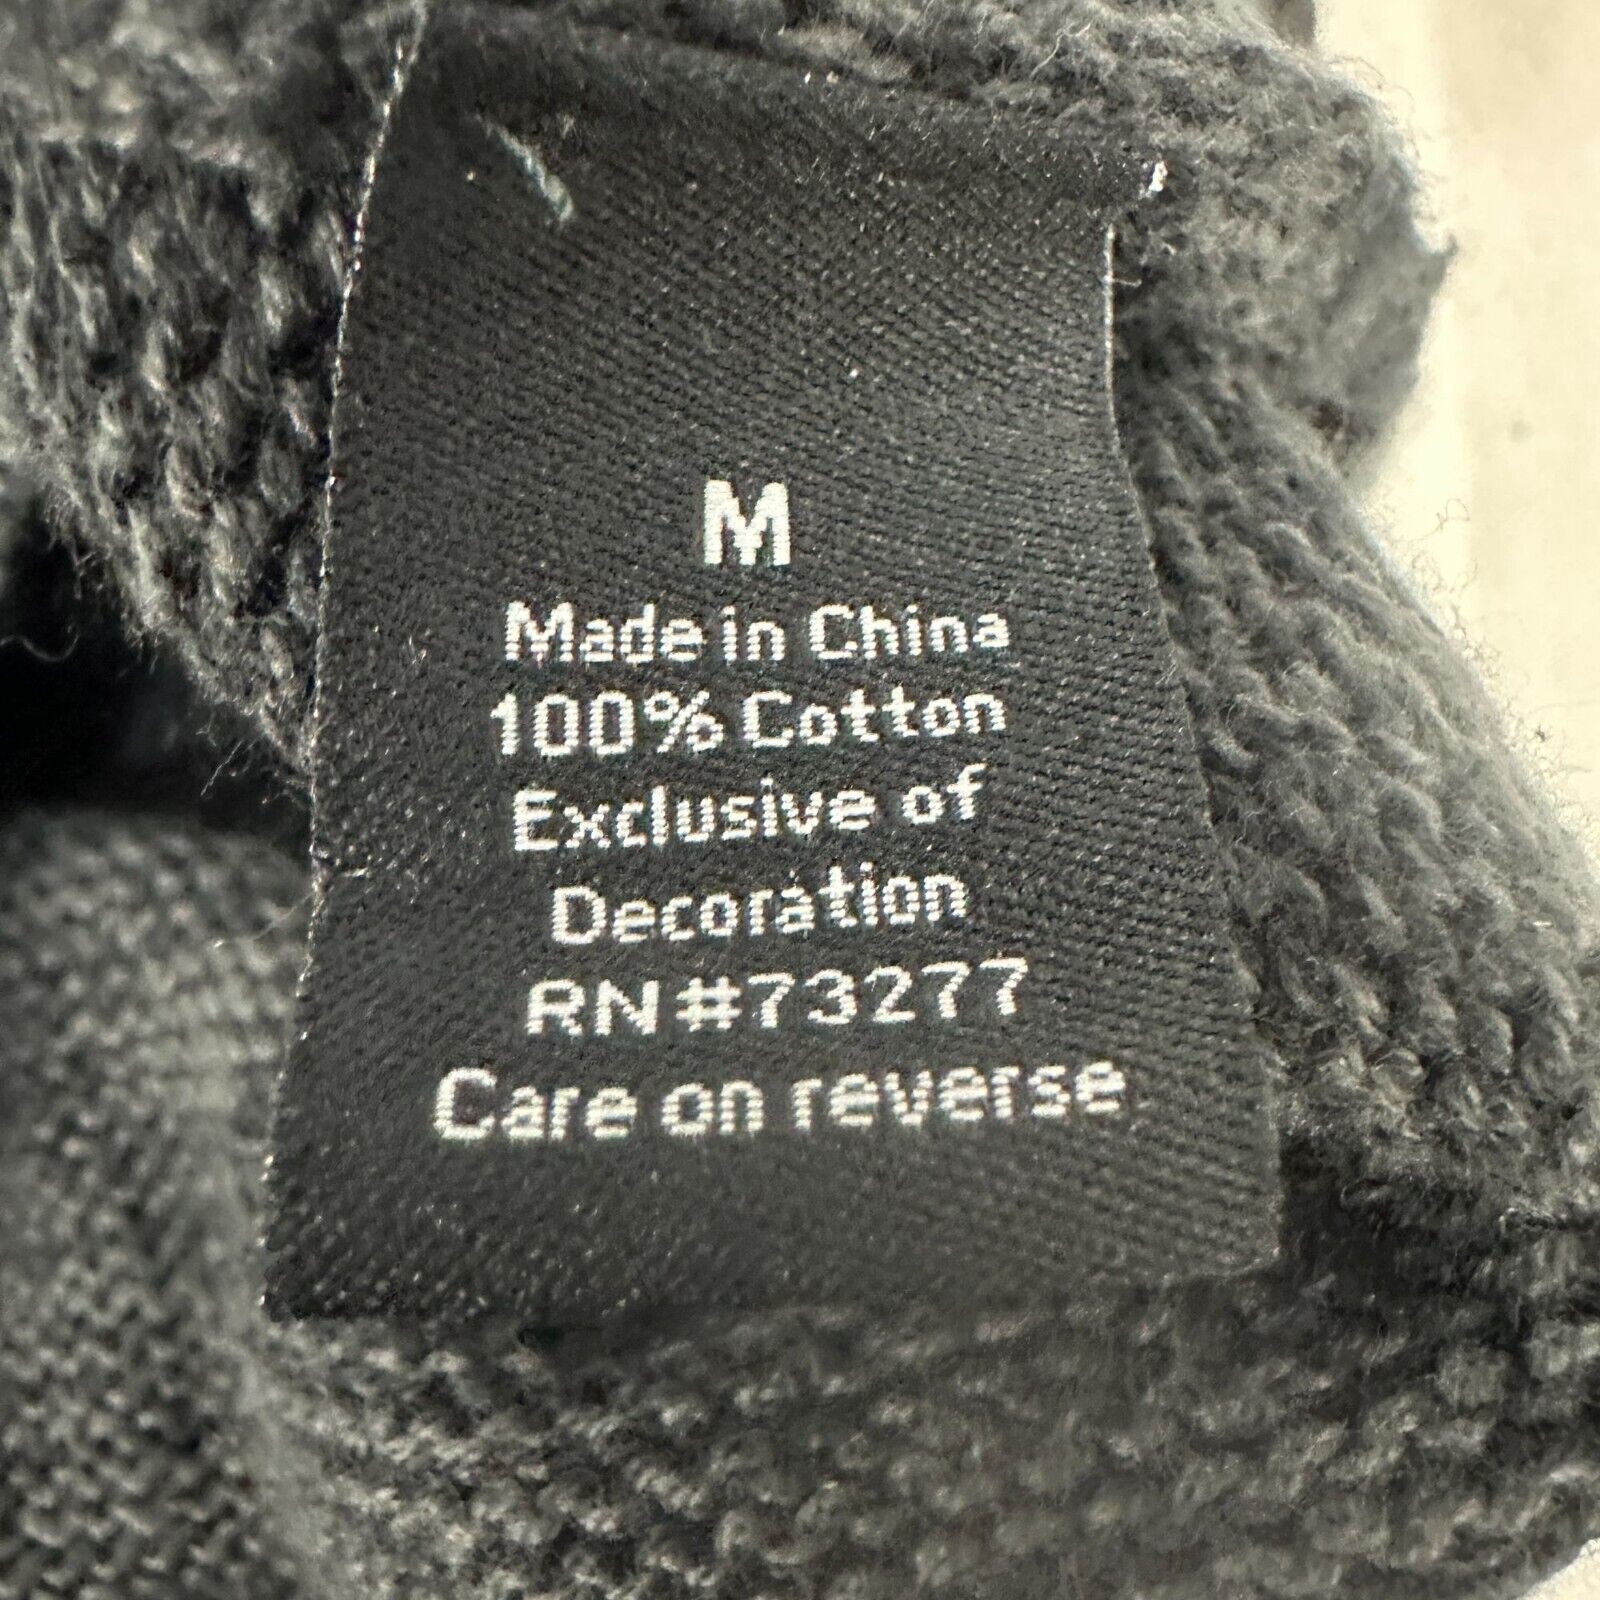 M
Made in China
100% Cotton
Exclusive of
Decoration
RN#73277
Care on reverse